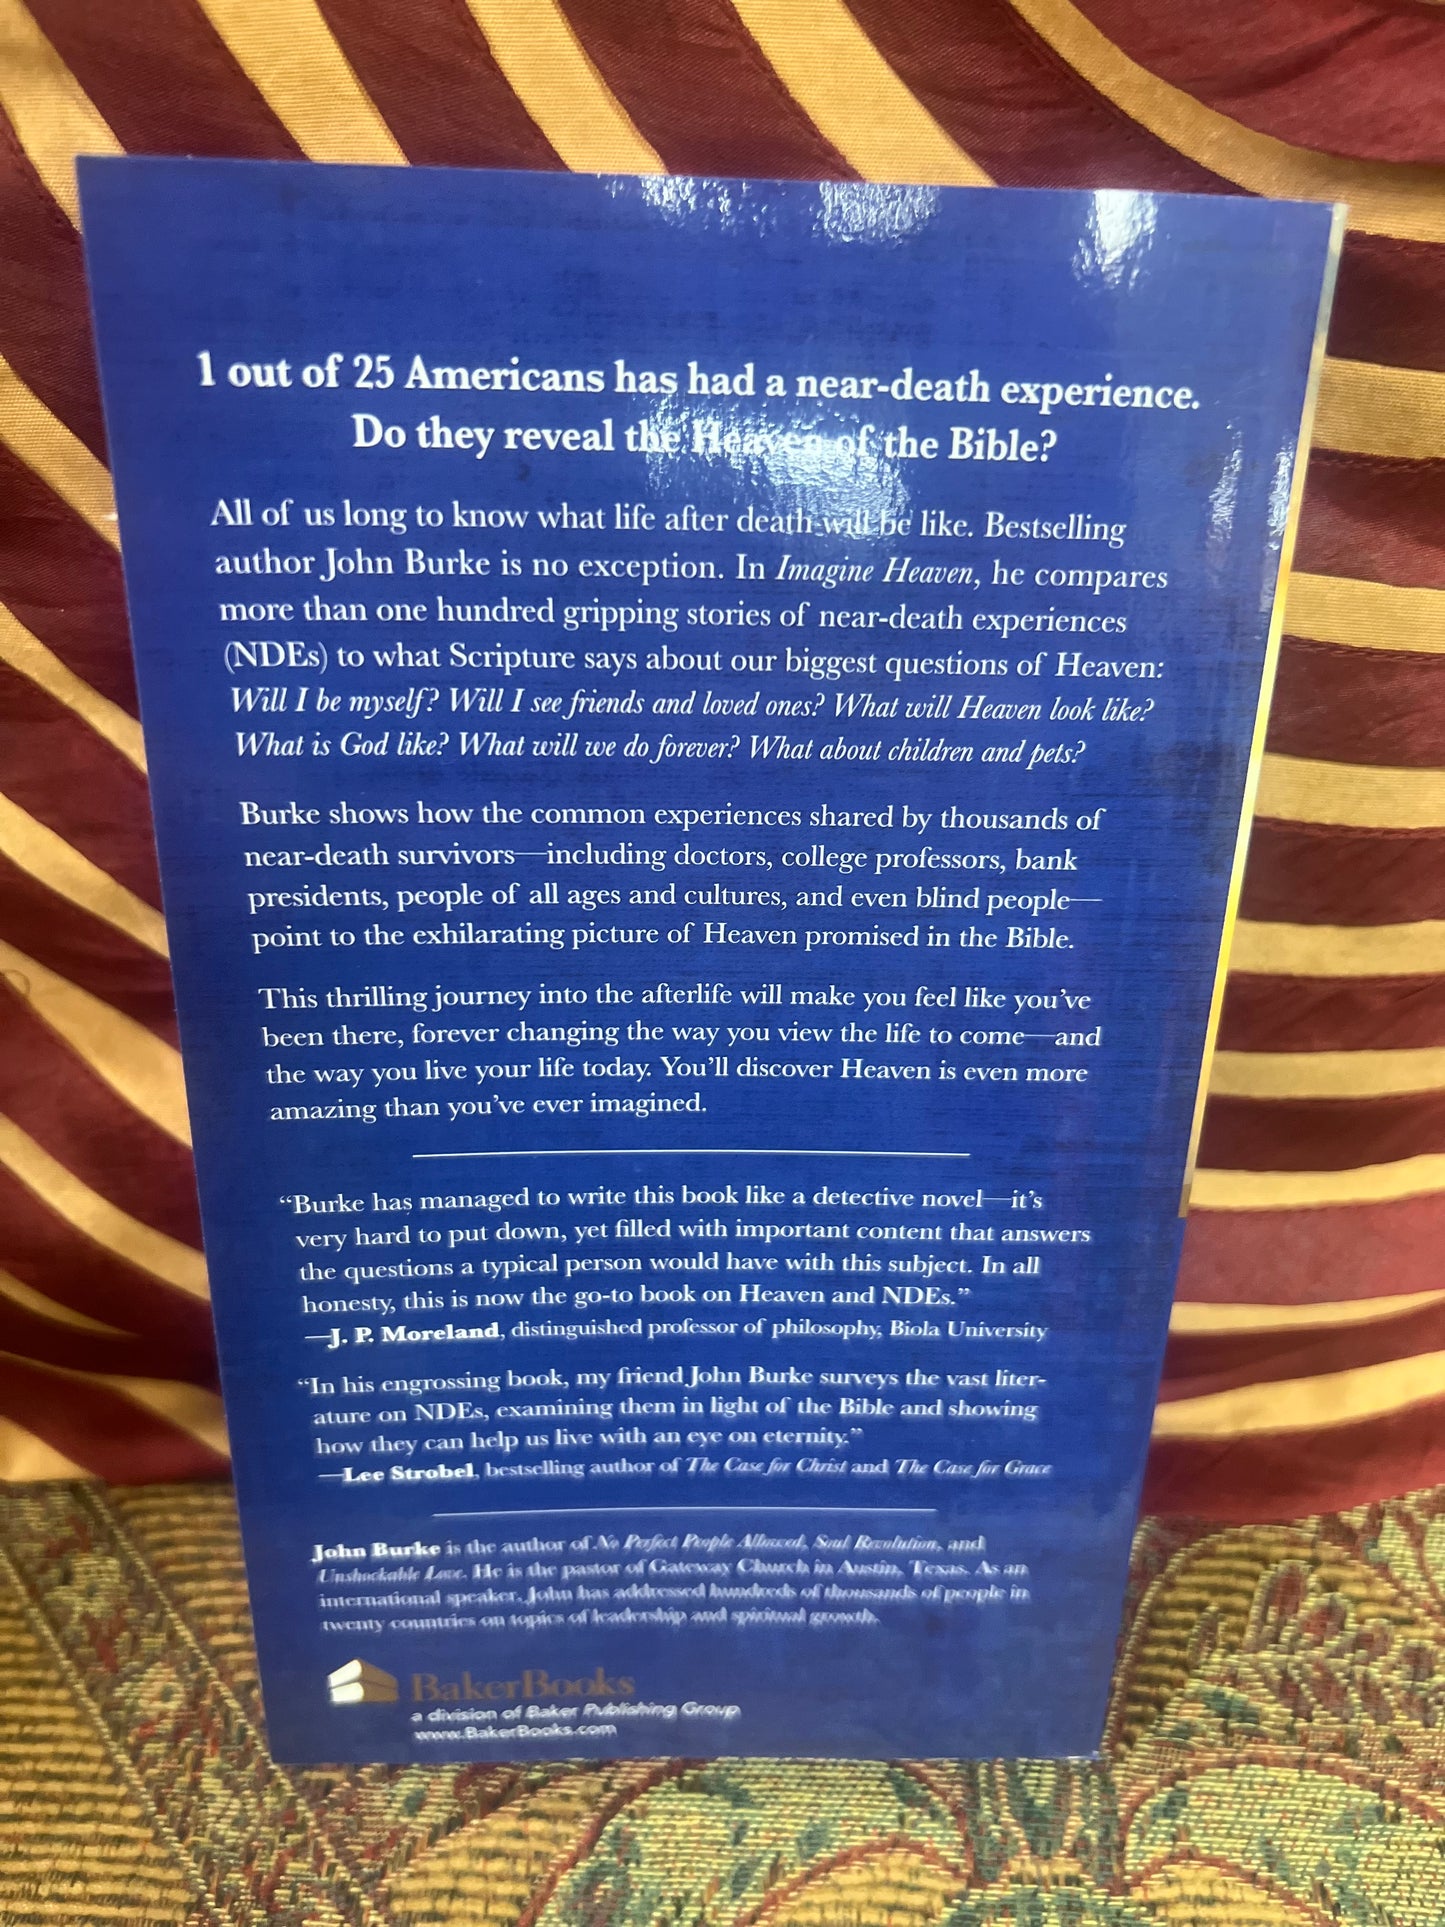 1 out of 25 Americans has had a near-death experience.
Do they reveal the Heaven of the Bible?
All of us long to know what life after death will be like. Bestselling
author John Burke is no exception. In Imagine Heaven, he compares
more than one hundred gripping stories of near-death experiences
(NDEs) to what Scripture says about our biggest questions of Heaven:
Will I be myself? Will I see friends and loved ones? What will Heaven look like?
What is God like? What will we do forever? What about children and pets?
Burke shows how the common experiences shared by thousands of
near-death survivors—including doctors, college professors, bank
presidents, people of all ages and cultures, and even blind people—
point to the exhilarating picture of Heaven promised in the Bible.
This thrilling journey into the afterlife will make you feel like you've
been there, forever changing the way you view the life to come—and
the way you live your life today. You'll discover Heaven is even more
amazing than you've ever imagined.
“Burke has managed to write this book like a detective novel—it's
very hard to put down, yet filled with important content that answers
the questions a typical person would have with this subject. In all
honesty, this is now the go-to book on Heaven and NDEs.”
—J. P. Moreland, distinguished professor of philosophy, Biola University
“In his engrossing book, my friend John Burke surveys the vast liter-
ature on NDEs, examining them in light of the Bible and showing
how they can help us live with an eye on eternity.”
—Lee Strobel, bestselling author of The Case for Christ and The Case for Grace
John Burke is the author of No Perfect People Allowed, Soul Revolution, and
Unshockable Love. He is the pastor of Gateway Church in Austin, Texas. As an
international speaker, John has addressed hundreds of thousands of people in
twenty countries on topics of leadership and spiritual growth.
BakerBooks
a division of Baker Publishing Group
www.BakerBooks.com